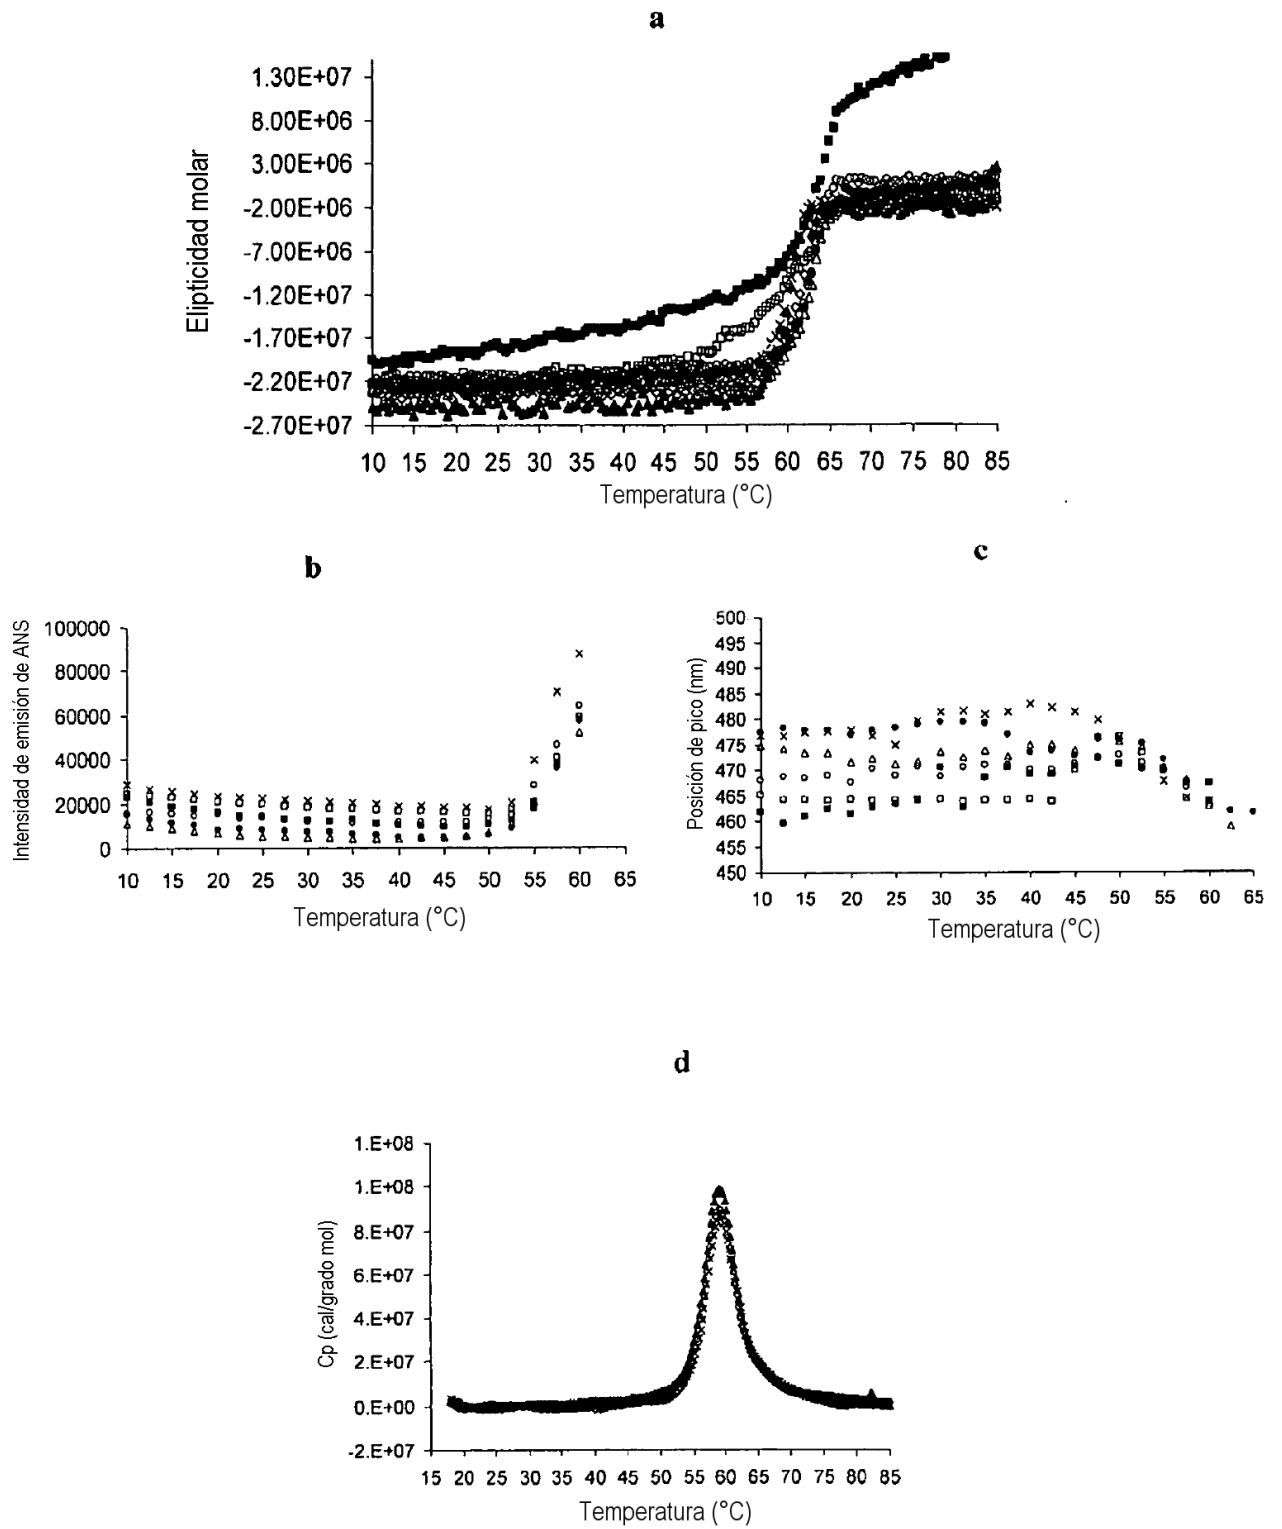 a
1.30E+07
8.00E+06
3.00E+06
-2.00E+06
-7.00E+06
-1.20E+07
-1.70E+07
-2.20E+07
-2.70E+07
Elipticidad molar
10 15 20 25 30 35 40 45 50 55 60 65 70 75 80 85
Temperatura (°C)
b
100000
80000
60000
40000
20000
0
Intensidad de emisión de ANS
10 15 20 25 30 35 40 45 50 55 60 65
Temperatura (°C)
c
500
495
490
485
480
475
470
465
460
455
450
Posición de pico (nm)
10 15 20 25 30 35 40 45 50 55 60 65
Temperatura (°C)
d
1.E+08
1.E+08
8.E+07
6.E+07
4.E+07
2.E+07
0.E+00
-2.E+07
Cp (cal/grado mol)
15 20 25 30 35 40 45 50 55 60 65 70 75 80 85
Temperatura (°C)